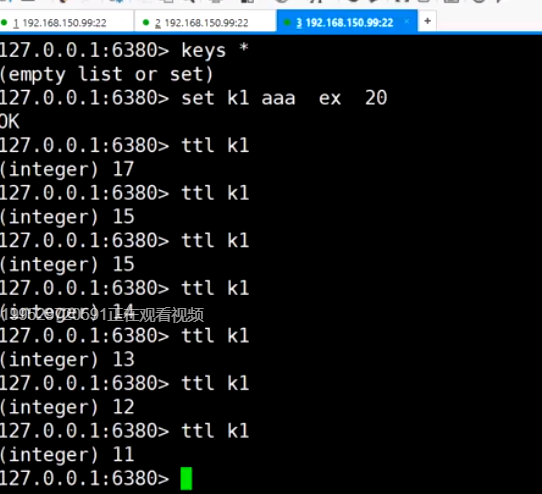 1 192.168.150.99:22 2 192.168.150.99:22 3 192.168.150.99:22 × +
127.0.0.1:6380> keys *
(empty list or set)
127.0.0.1:6380> set k1 aaa  ex  20
OK
127.0.0.1:6380> ttl k1
(integer) 17
127.0.0.1:6380> ttl k1
(integer) 15
127.0.0.1:6380> ttl k1
(integer) 15
127.0.0.1:6380> ttl k1
(integer) 14
正在观看视频
127.0.0.1:6380> ttl k1
(integer) 13
127.0.0.1:6380> ttl k1
(integer) 12
127.0.0.1:6380> ttl k1
(integer) 11
127.0.0.1:6380>